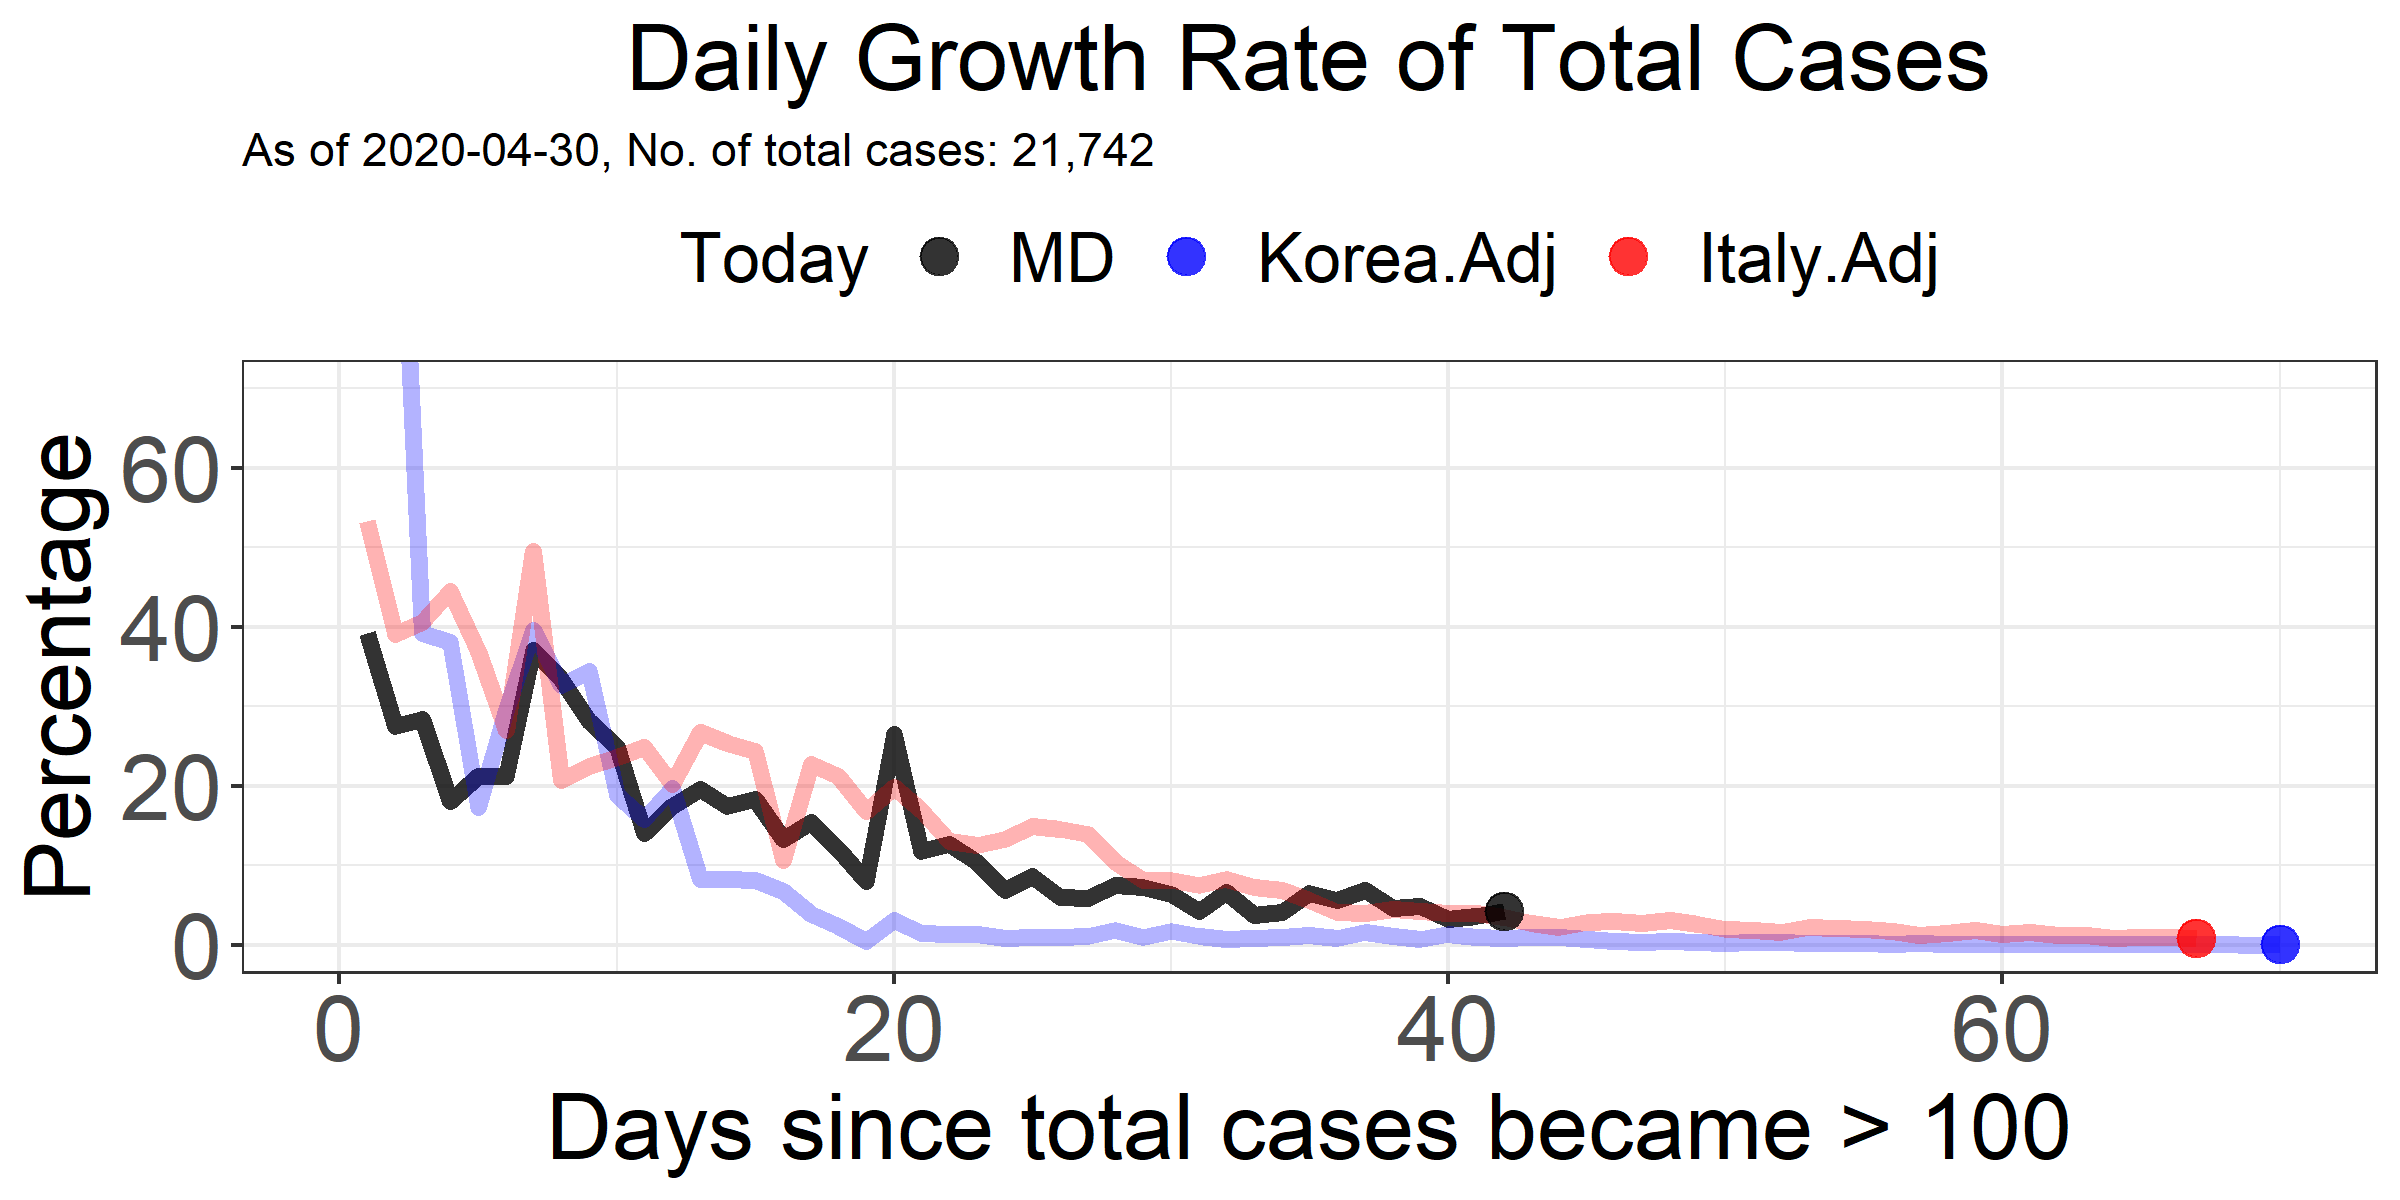 Daily Growth Rate of Total Cases
As of 2020-04-30, No. of total cases: 21,742
Today MD Korea.Adj Italy.Adj
Percentage
60
40
20
0
0 20 40 60
Days since total cases became > 100